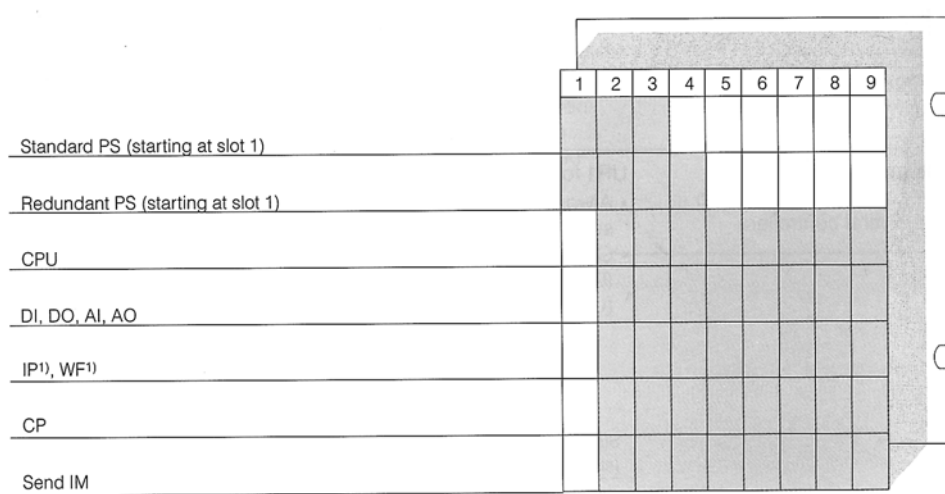 1 2 3 4 5 6 7 8 9
Standard PS (starting at slot 1)
Redundant PS (starting at slot 1)
CPU
DI, DO, AI, AO
IP1), WF1)
CP
Send IM